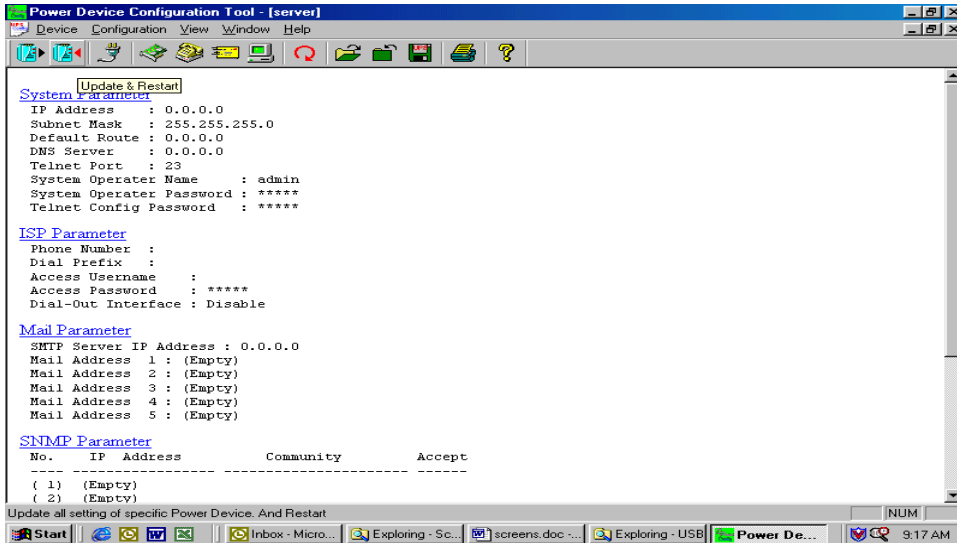 Power Device Configuration Tool - [server]
Device Configuration View Window Help
Update & Restart
System Parameter
IP Address : 0.0.0.0
Subnet Mask : 255.255.255.0
Default Route : 0.0.0.0
DNS Server : 0.0.0.0
Telnet Port : 23
System Operater Name : admin
System Operater Password : *****
Telnet Config Password : *****
ISP Parameter
Phone Number :
Dial Prefix :
Access Username :
Access Password : *****
Dial-Out Interface : Disable
Mail Parameter
SMTP Server IP Address : 0.0.0.0
Mail Address 1 : (Empty)
Mail Address 2 : (Empty)
Mail Address 3 : (Empty)
Mail Address 4 : (Empty)
Mail Address 5 : (Empty)
SNMP Parameter
No. IP Address Community Accept
---- ----------------- ---------------------- ------
( 1) (Empty)
( 2) (Empty)
Update all setting of specific Power Device. And Restart NUM
Start Inbox - Micro... Exploring - Sc... screens.doc -... Exploring - USB Power De... 9:17 AM